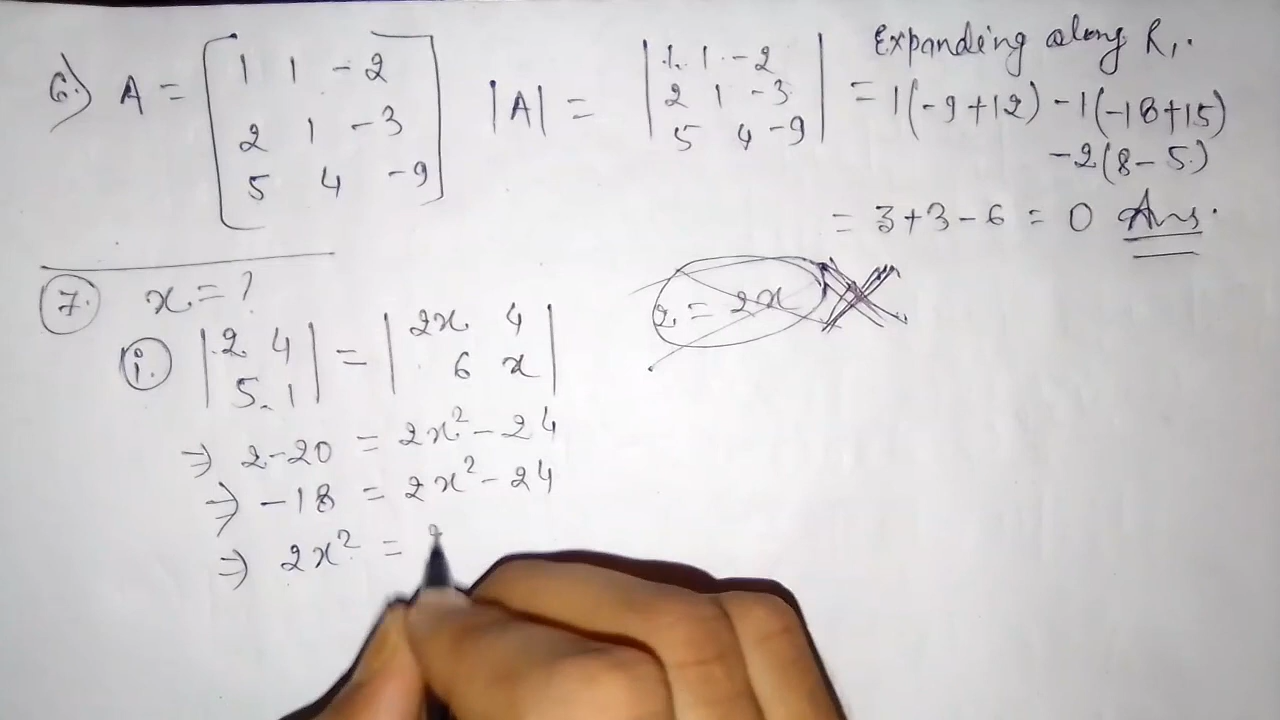 6.) A = [1 1 -2
2 1 -3
5 4 -9]
|A| = |1 1 -2
2 1 -3
5 4 -9|
Expanding along R₁.
= 1(-9+12) -1(-18+15)
-2(8-5)
= 3+3-6 = 0 Ans.
7. x = ?
2 = 2x
i. |2 4
5 1| = |2x 4
6 x|
⇒ 2-20 = 2x²-24
⇒ -18 = 2x²-24
⇒ 2x² =